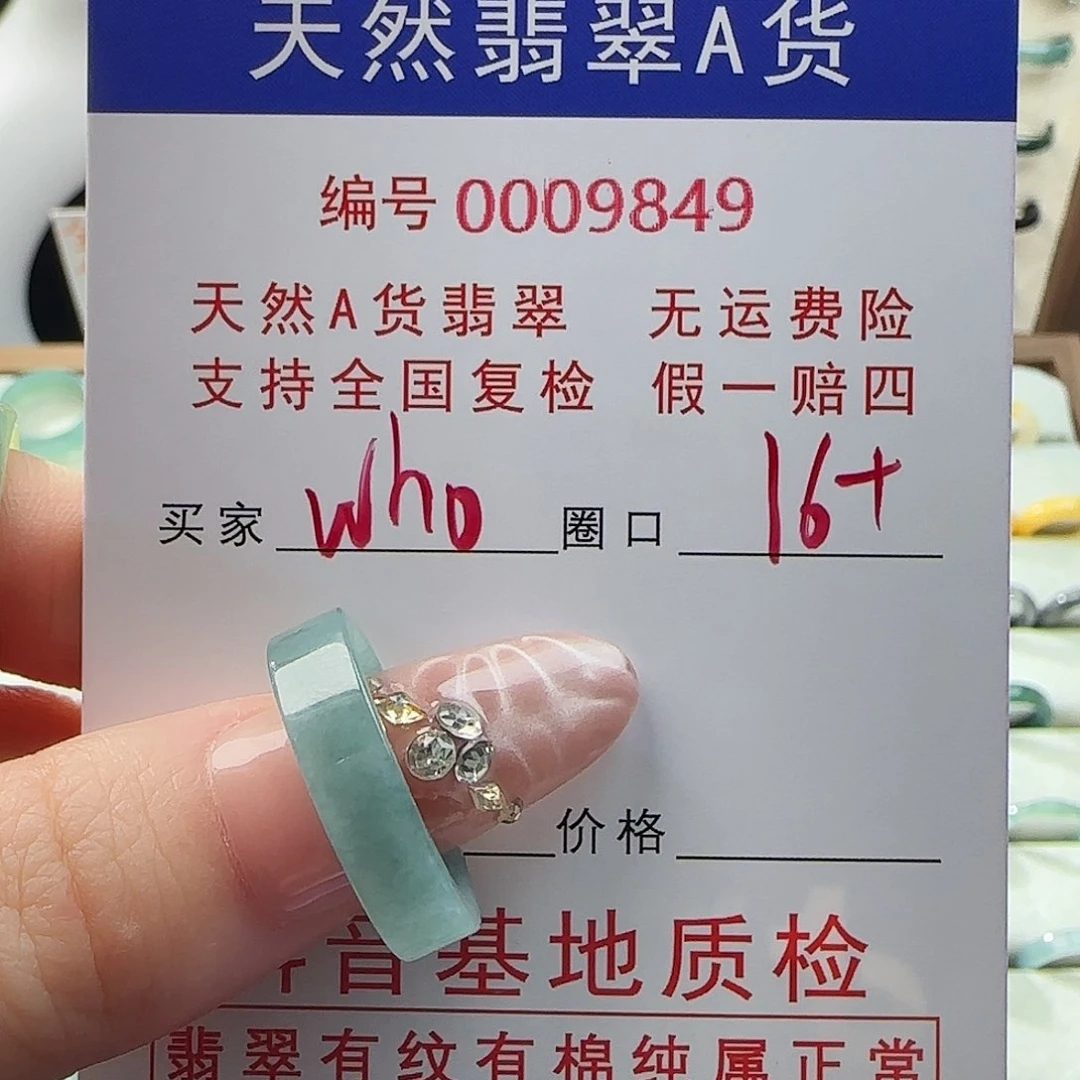 天然翡翠A货
编号 0009849
天然A货翡翠 无运费险
支持全国复检 假一赔四
买家 who 圈口 16+
价格
音基地质检
翡翠有纹有棉纯属正常